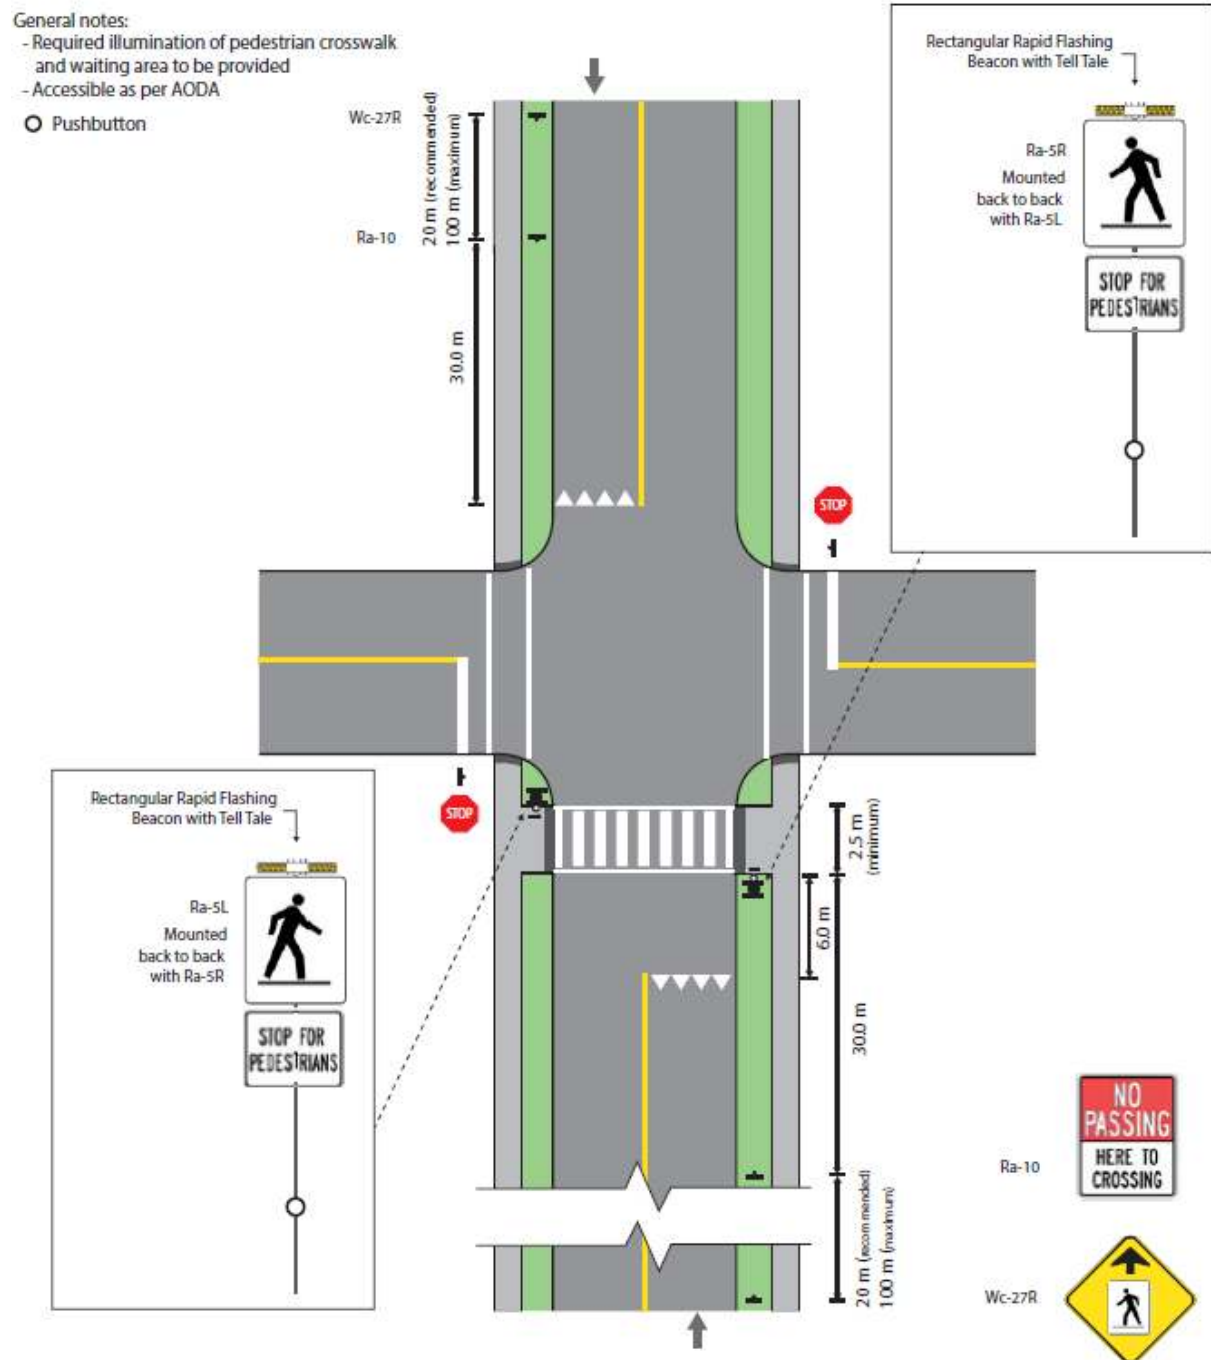 General notes:
- Required illumination of pedestrian crosswalk
and waiting area to be provided
- Accessible as per AODA
Pushbutton
Wc-27R
20 m (recommended)
100 m (maximum)
Ra-10
30.0 m
Rectangular Rapid Flashing
Beacon with Tell Tale
Ra-5R
Mounted
back to back
with Ra-5L
STOP FOR
PEDESTRIANS
STOP
STOP
Rectangular Rapid Flashing
Beacon with Tell Tale
Ra-5L
Mounted
back to back
with Ra-5R
STOP FOR
PEDESTRIANS
2.5 m
(minimum)
6.0 m
30.0 m
20 m (recommended)
100 m (maximum)
Ra-10
NO
PASSING
HERE TO
CROSSING
Wc-27R